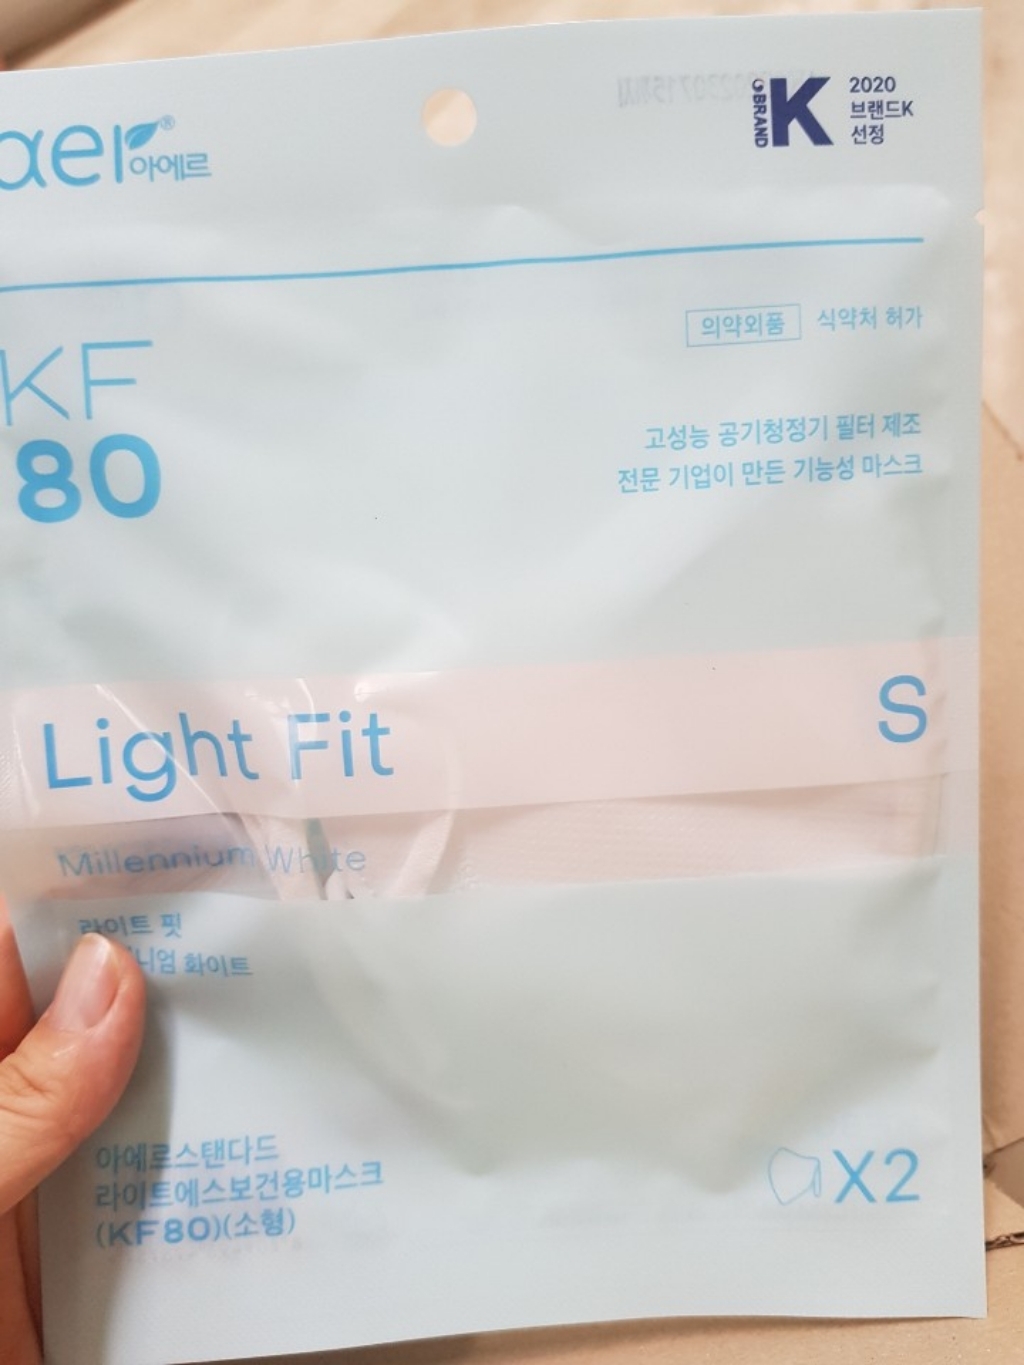 aer® 아에르
BRAND K 2020
브랜드K
선정
KF
80
의약외품 식약처 허가
고성능 공기청정기 필터 제조
전문 기업이 만든 기능성 마스크
Light Fit S
Millennium White
라이트 핏
니엄 화이트
아에르스탠다드
라이트에스보건용마스크
(KF80)(소형)
X2